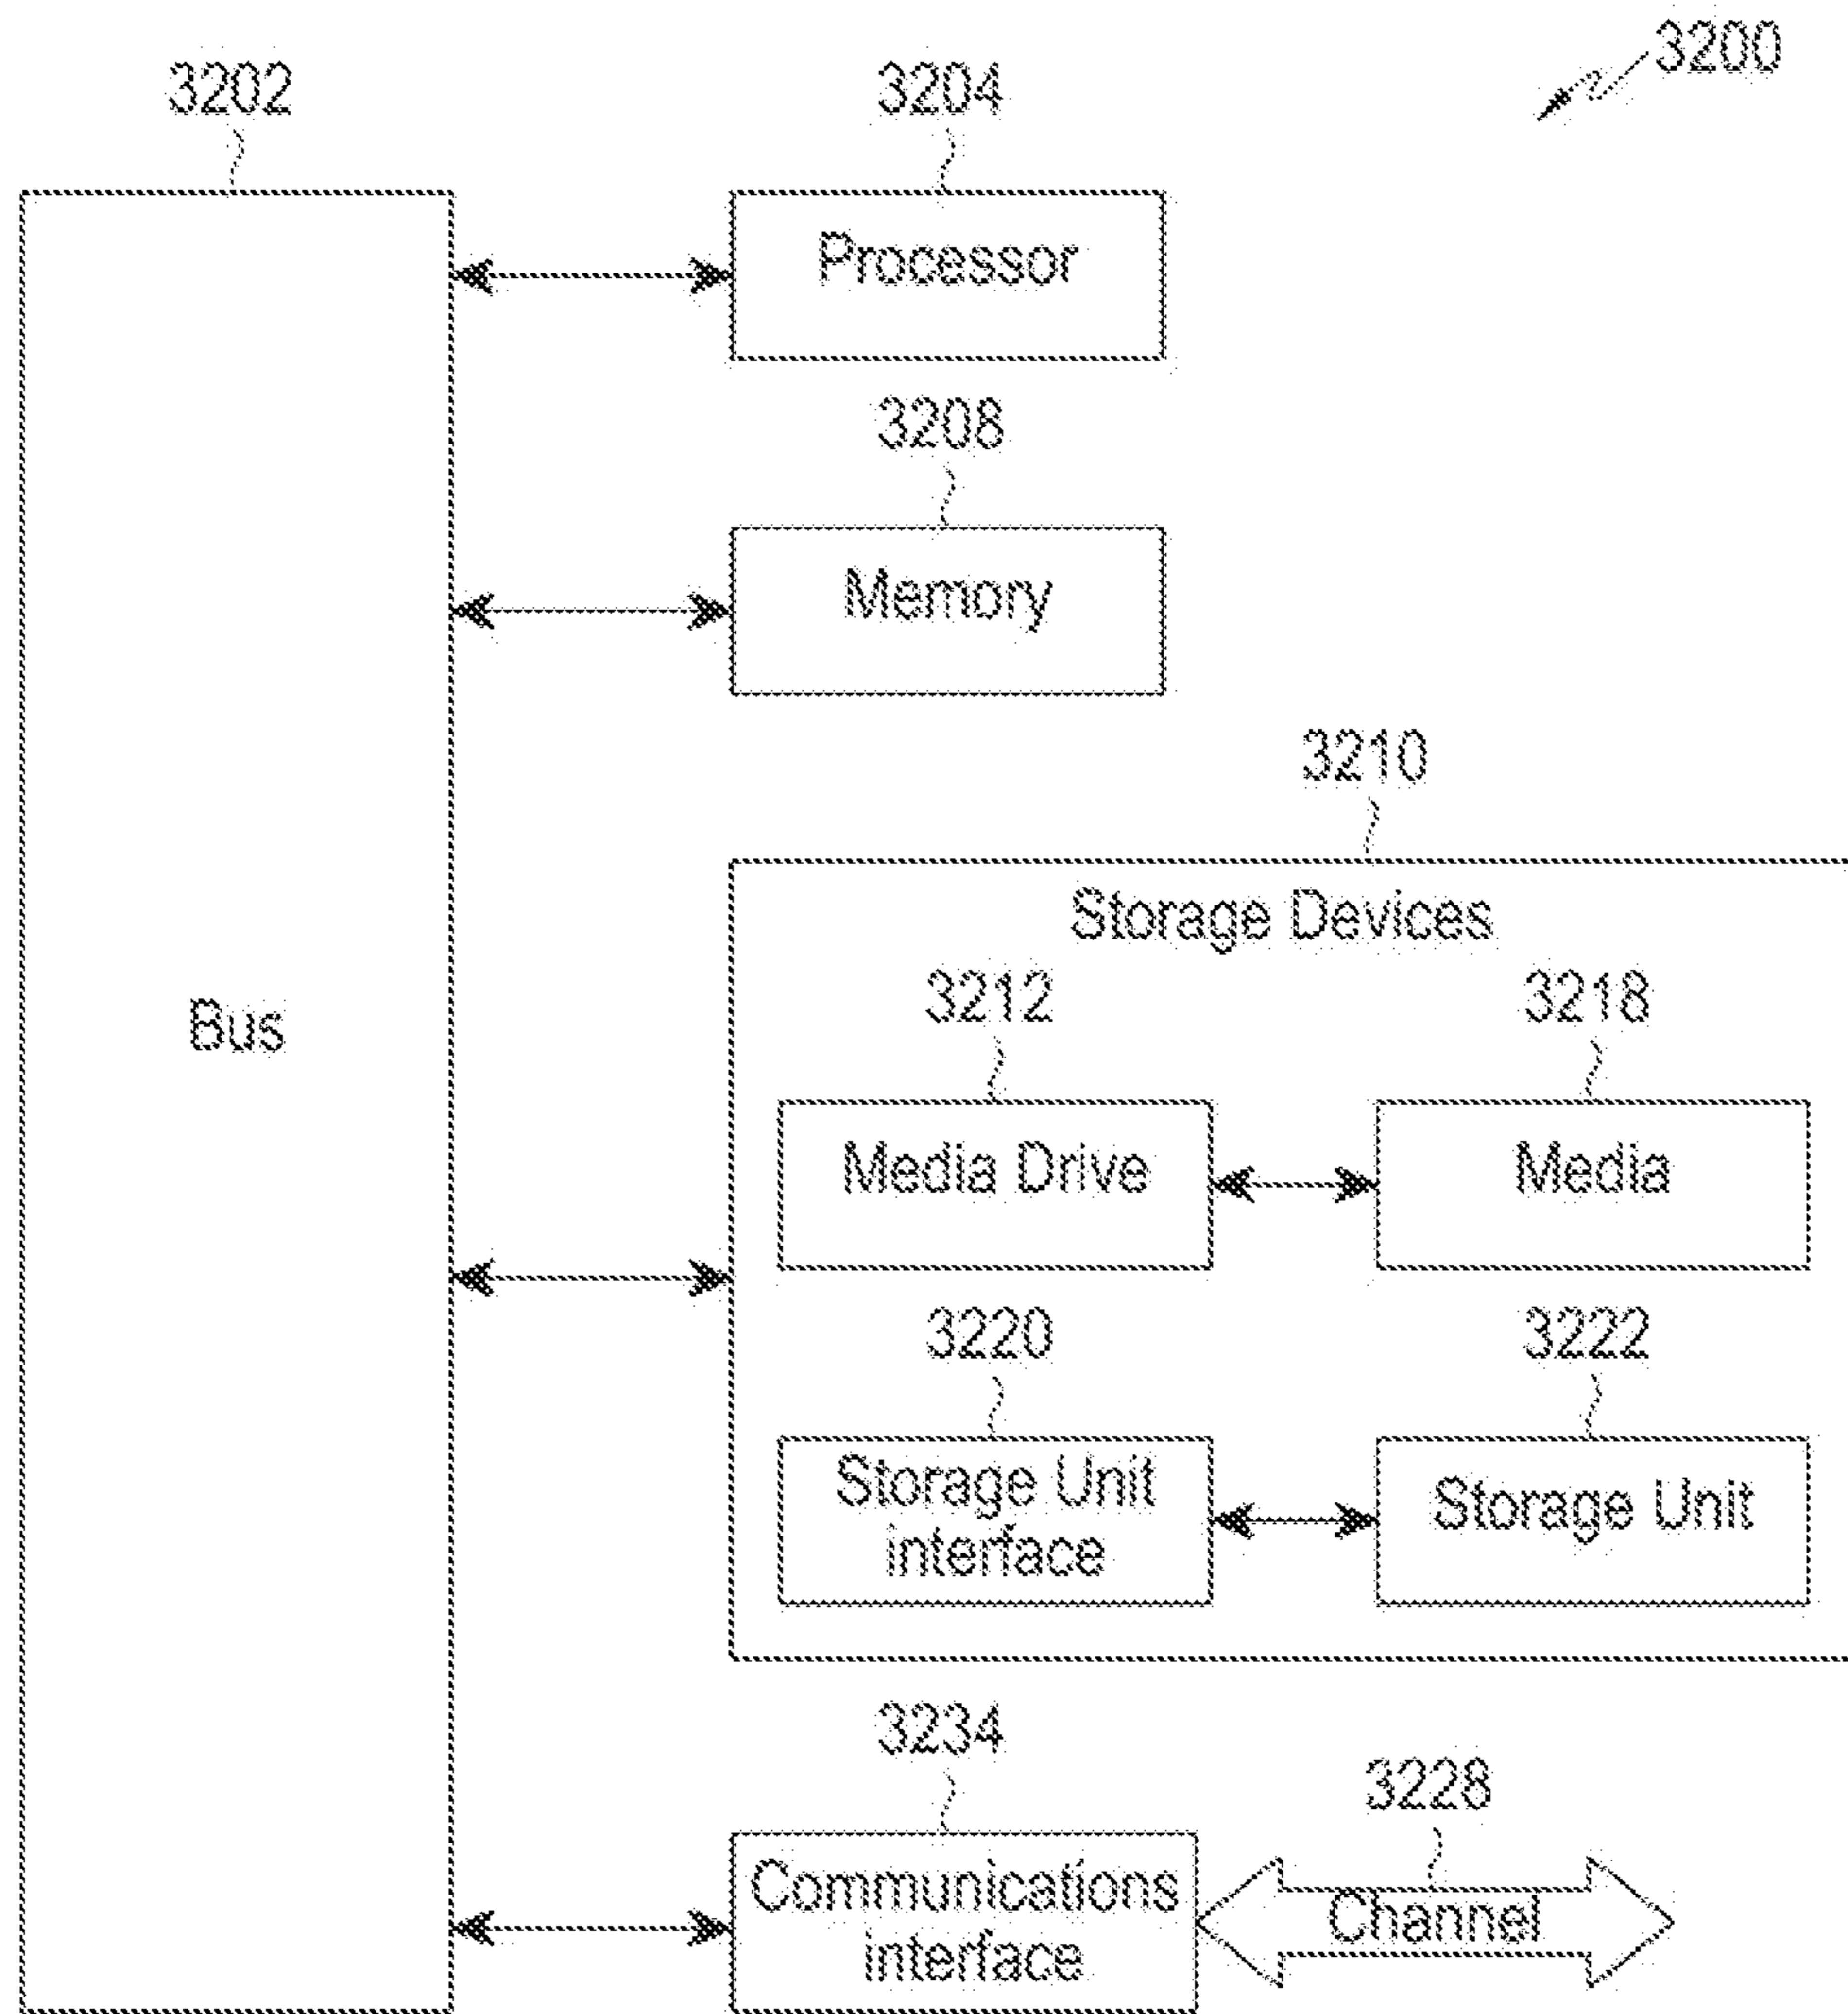 3200
3202
3204
Processor
3208
Memory
3210
Storage Devices
Bus
3212
3218
Media Drive
Media
3220
3222
Storage Unit
interface
Storage Unit
3234
3228
Communications
interface
Channel